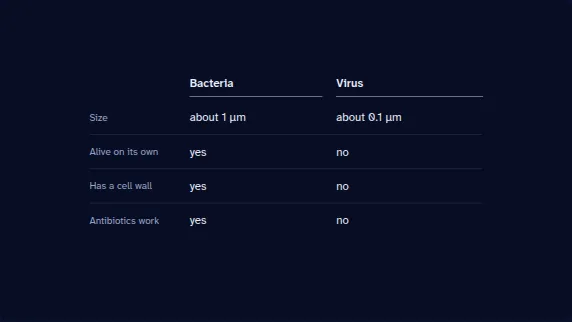 Bacteria Virus
Size about 1 µm about 0.1 µm
Alive on its own yes no
Has a cell wall yes no
Antibiotics work yes no